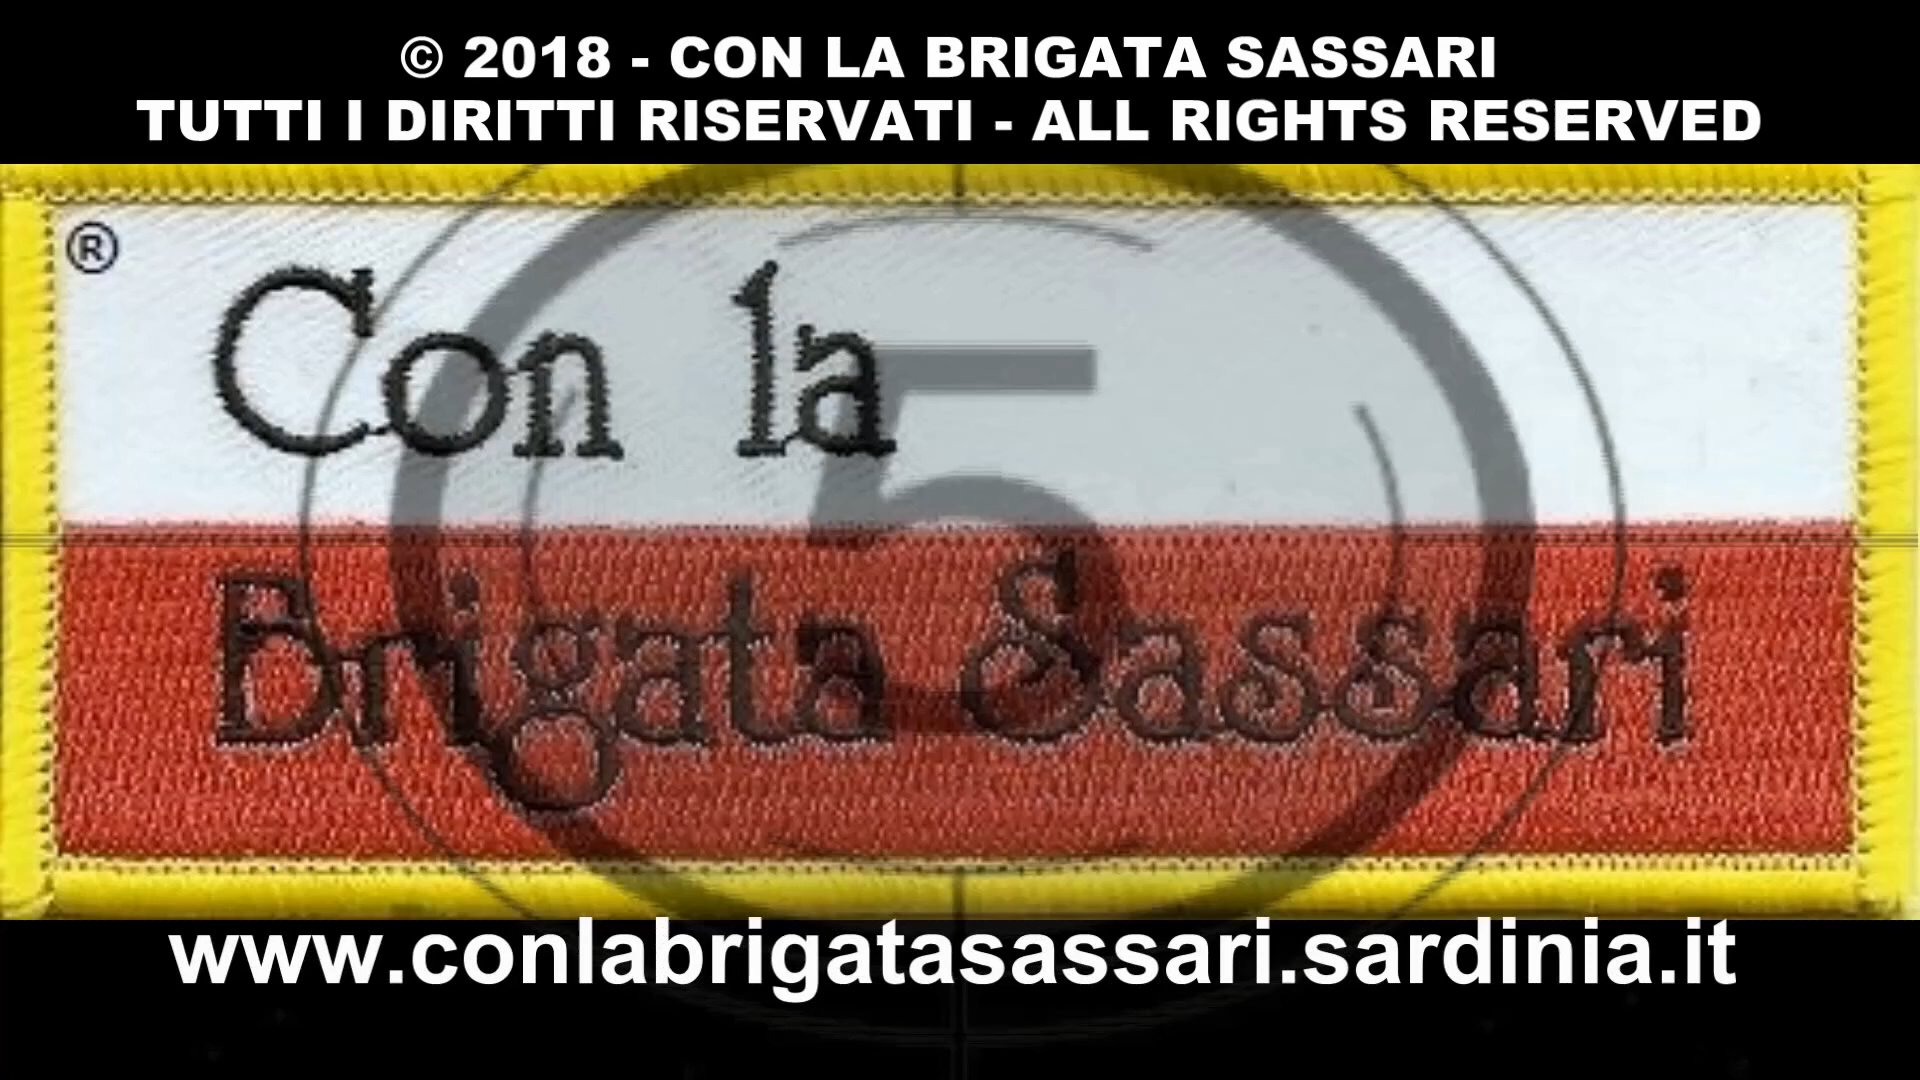 © 2018 - CON LA BRIGATA SASSARI
TUTTI I DIRITTI RISERVATI - ALL RIGHTS RESERVED
®
Con la
5
Brigata Sassari
www.conlabrigatasassari.sardinia.it